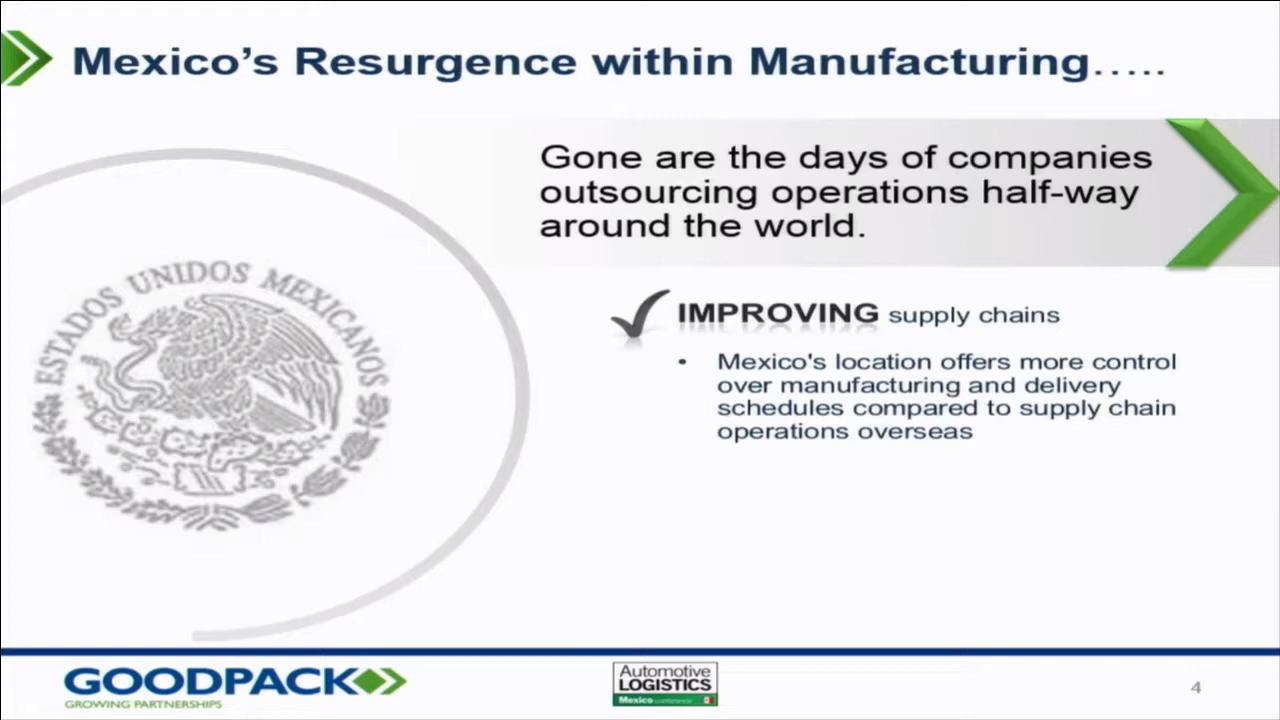 Mexico's Resurgence within Manufacturing.....
Gone are the days of companies
outsourcing operations half-way
around the world.
ESTADOS UNIDOS MEXICANOS
IMPROVING supply chains
• Mexico's location offers more control
over manufacturing and delivery
schedules compared to supply chain
operations overseas
GOODPACK
GROWING PARTNERSHIPS
Automotive
LOGISTICS
Mexico conference
4